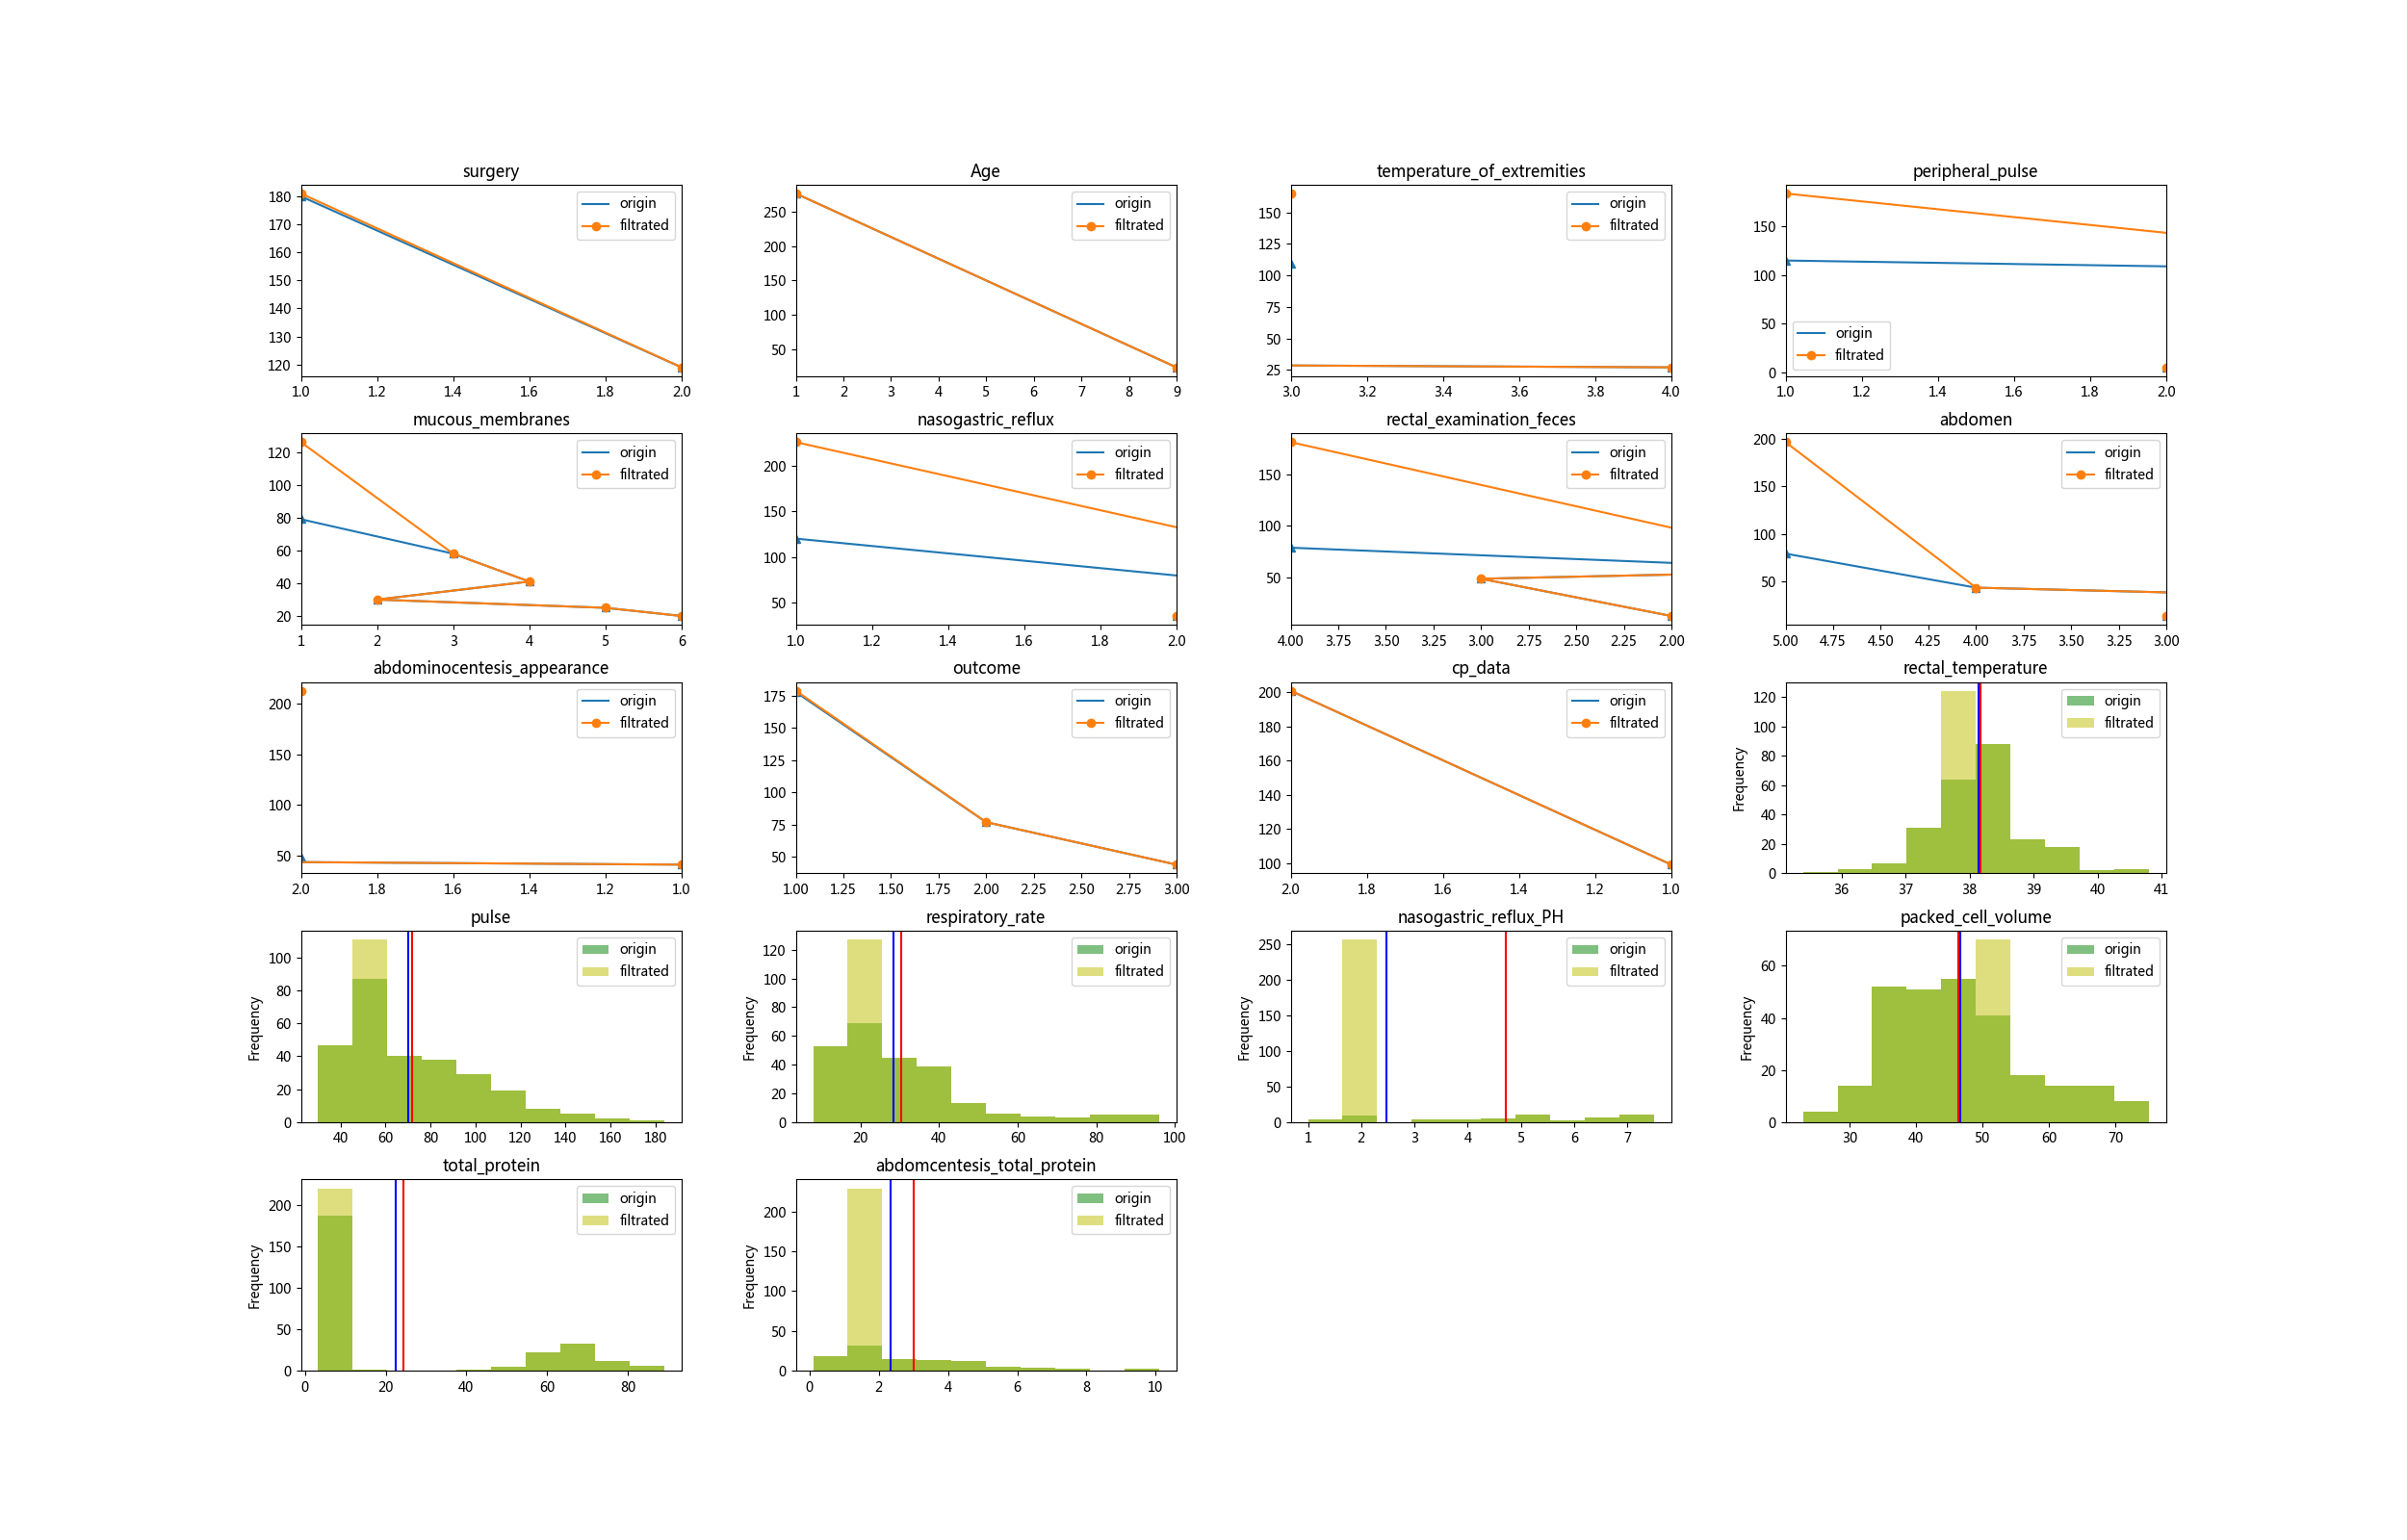 surgery
180
170
160
150
140
130
120
1.0 1.2 1.4 1.6 1.8 2.0
origin
filtrated
Age
250
200
150
100
50
1 2 3 4 5 6 7 8 9
origin
filtrated
temperature_of_extremities
150
125
100
75
50
25
3.0 3.2 3.4 3.6 3.8 4.0
origin
filtrated
peripheral_pulse
150
100
50
0
1.0 1.2 1.4 1.6 1.8 2.0
origin
filtrated
mucous_membranes
120
100
80
60
40
20
1 2 3 4 5 6
origin
filtrated
nasogastric_reflux
200
150
100
50
1.0 1.2 1.4 1.6 1.8 2.0
origin
filtrated
rectal_examination_feces
150
100
50
4.00 3.75 3.50 3.25 3.00 2.75 2.50 2.25 2.00
origin
filtrated
abdomen
200
150
100
50
5.00 4.75 4.50 4.25 4.00 3.75 3.50 3.25 3.00
origin
filtrated
abdominocentesis_appearance
200
150
100
50
2.0 1.8 1.6 1.4 1.2 1.0
origin
filtrated
outcome
175
150
125
100
75
50
1.00 1.25 1.50 1.75 2.00 2.25 2.50 2.75 3.00
origin
filtrated
cp_data
200
180
160
140
120
100
2.0 1.8 1.6 1.4 1.2 1.0
origin
filtrated
rectal_temperature
Frequency
120
100
80
60
40
20
0
36 37 38 39 40 41
origin
filtrated
pulse
Frequency
100
80
60
40
20
0
40 60 80 100 120 140 160 180
origin
filtrated
respiratory_rate
Frequency
120
100
80
60
40
20
0
20 40 60 80 100
origin
filtrated
nasogastric_reflux_PH
Frequency
250
200
150
100
50
0
1 2 3 4 5 6 7
origin
filtrated
packed_cell_volume
Frequency
60
40
20
0
30 40 50 60 70
origin
filtrated
total_protein
Frequency
200
150
100
50
0
0 20 40 60 80
origin
filtrated
abdomcentesis_total_protein
Frequency
200
150
100
50
0
0 2 4 6 8 10
origin
filtrated